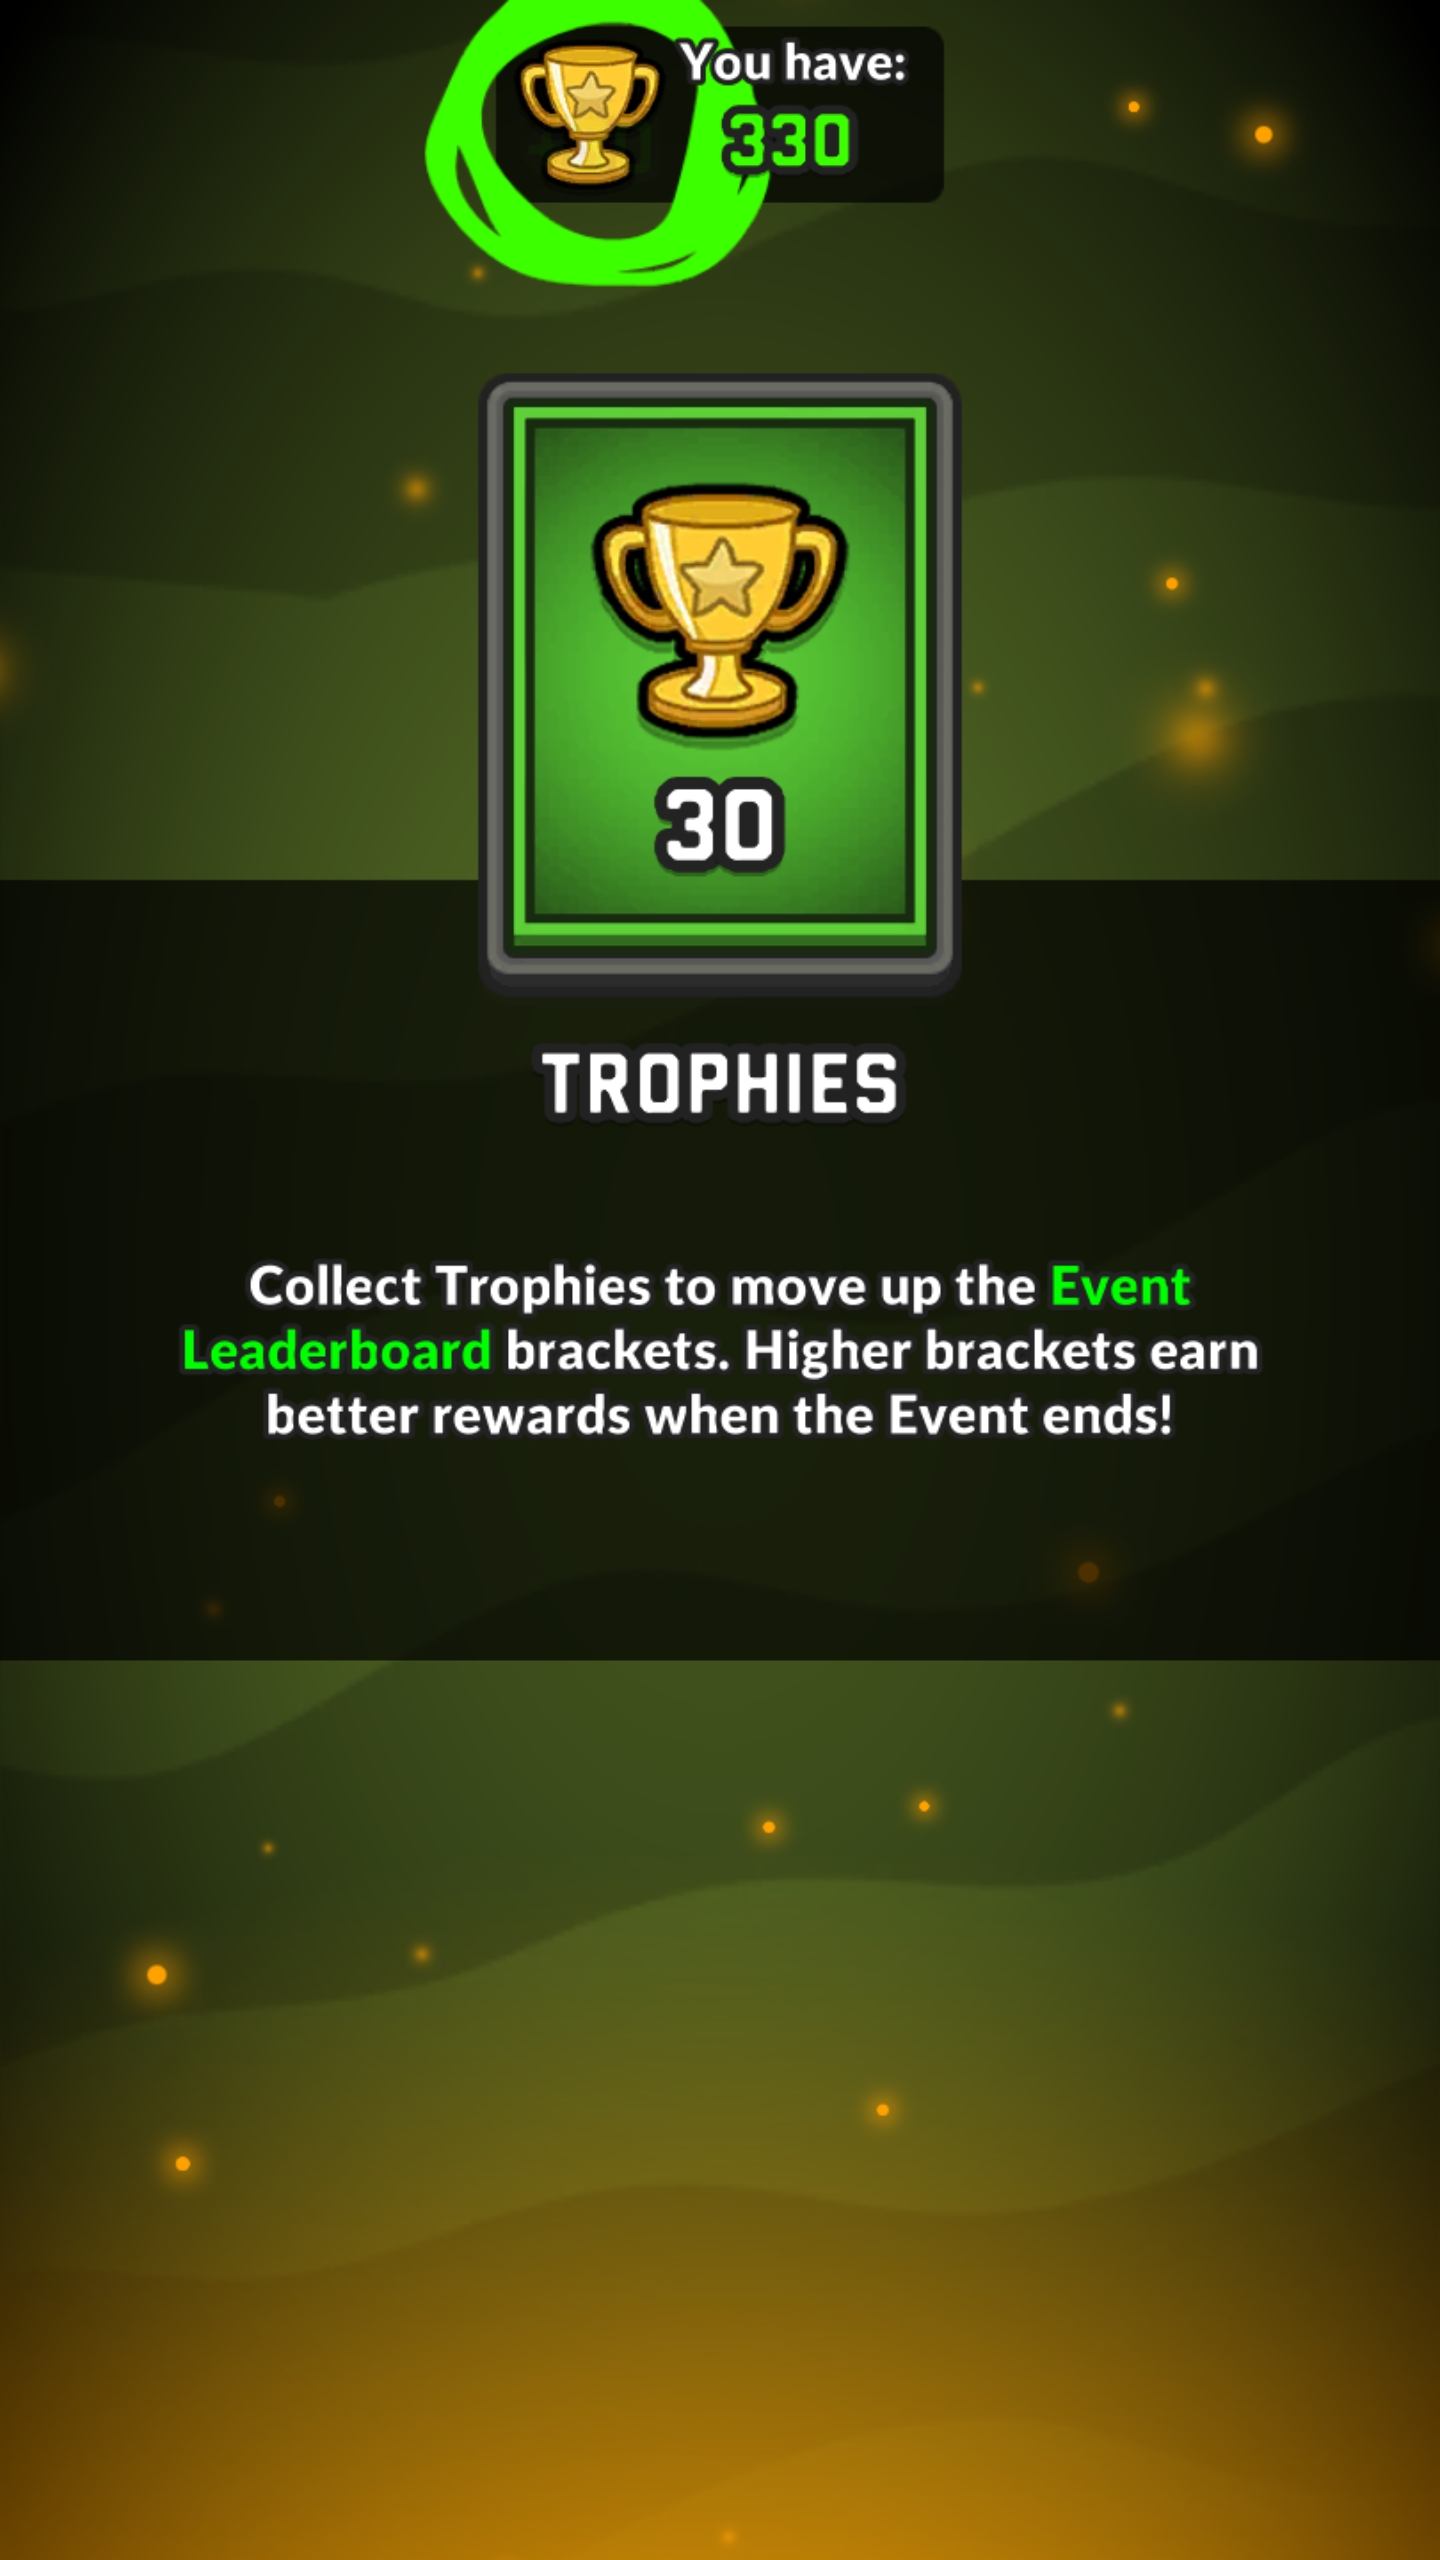 You have:
330
30
TROPHIES
Collect Trophies to move up the Event
Leaderboard brackets. Higher brackets earn
better rewards when the Event ends!